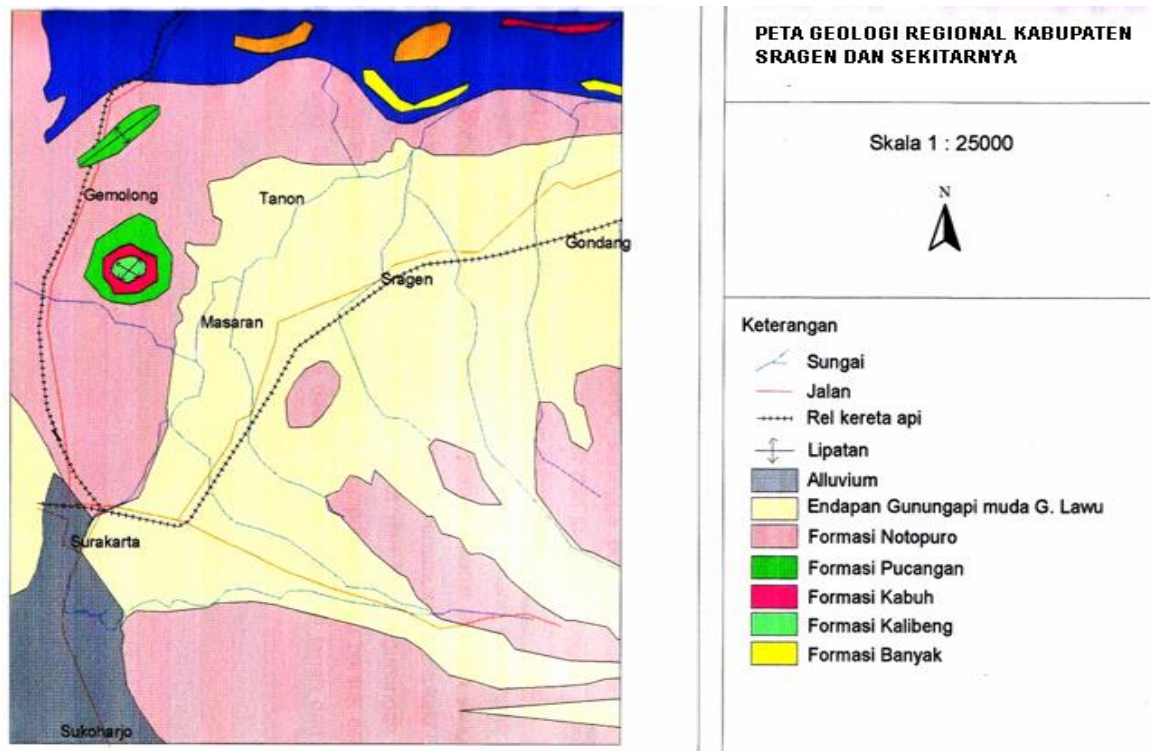 PETA GEOLOGI REGIONAL KABUPATEN
SRAGEN DAN SEKITARNYA
Skala 1 : 25000
N
Keterangan
Sungai
Jalan
Rel kereta api
Lipatan
Alluvium
Endapan Gunungapi muda G. Lawu
Formasi Notopuro
Formasi Pucangan
Formasi Kabuh
Formasi Kalibeng
Formasi Banyak
Gemolong
Tanon
Gondang
Sragen
Masaran
Surakarta
Sukoharjo